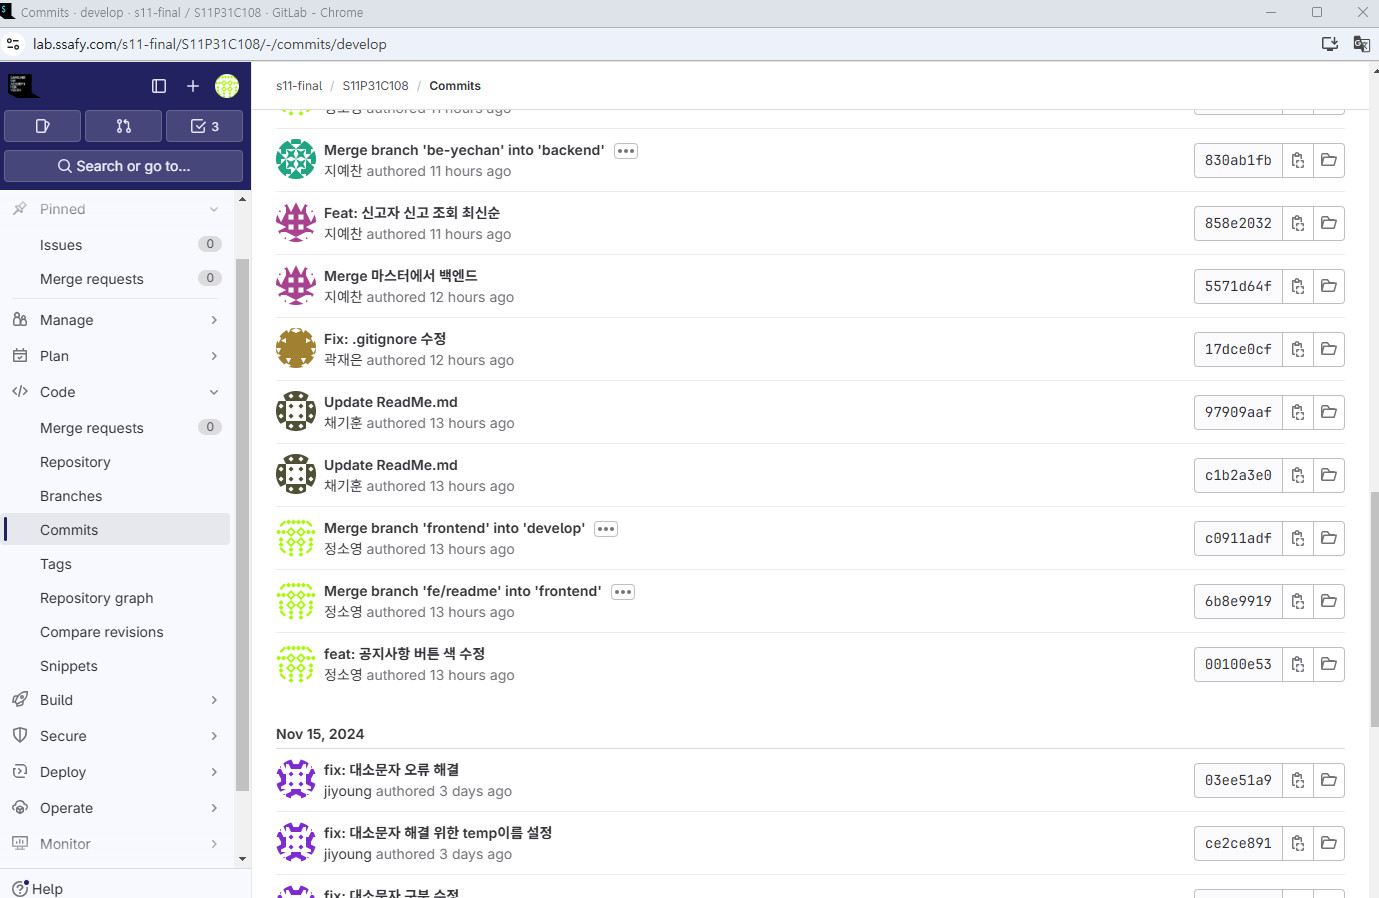 Commits · develop · s11-final / S11P31C108 · GitLab - Chrome
lab.ssafy.com/s11-final/S11P31C108/-/commits/develop
3
Search or go to...
Pinned
Issues 0
Merge requests 0
Manage
Plan
Code
Merge requests 0
Repository
Branches
Commits
Tags
Repository graph
Compare revisions
Snippets
Build
Secure
Deploy
Operate
Monitor
Help
s11-final / S11P31C108 / Commits
정소영 authored 11 hours ago
Merge branch 'be-yechan' into 'backend'
지예찬 authored 11 hours ago
830ab1fb
Feat: 신고자 신고 조회 최신순
지예찬 authored 11 hours ago
858e2032
Merge 마스터에서 백엔드
지예찬 authored 12 hours ago
5571d64f
Fix: .gitignore 수정
곽재은 authored 12 hours ago
17dce0cf
Update ReadMe.md
채기훈 authored 13 hours ago
97909aaf
Update ReadMe.md
채기훈 authored 13 hours ago
c1b2a3e0
Merge branch 'frontend' into 'develop'
정소영 authored 13 hours ago
c0911adf
Merge branch 'fe/readme' into 'frontend'
정소영 authored 13 hours ago
6b8e9919
feat: 공지사항 버튼 색 수정
정소영 authored 13 hours ago
00100e53
Nov 15, 2024
fix: 대소문자 오류 해결
jiyoung authored 3 days ago
03ee51a9
fix: 대소문자 해결 위한 temp이름 설정
jiyoung authored 3 days ago
ce2ce891
fix: 대소문자 구분 수정